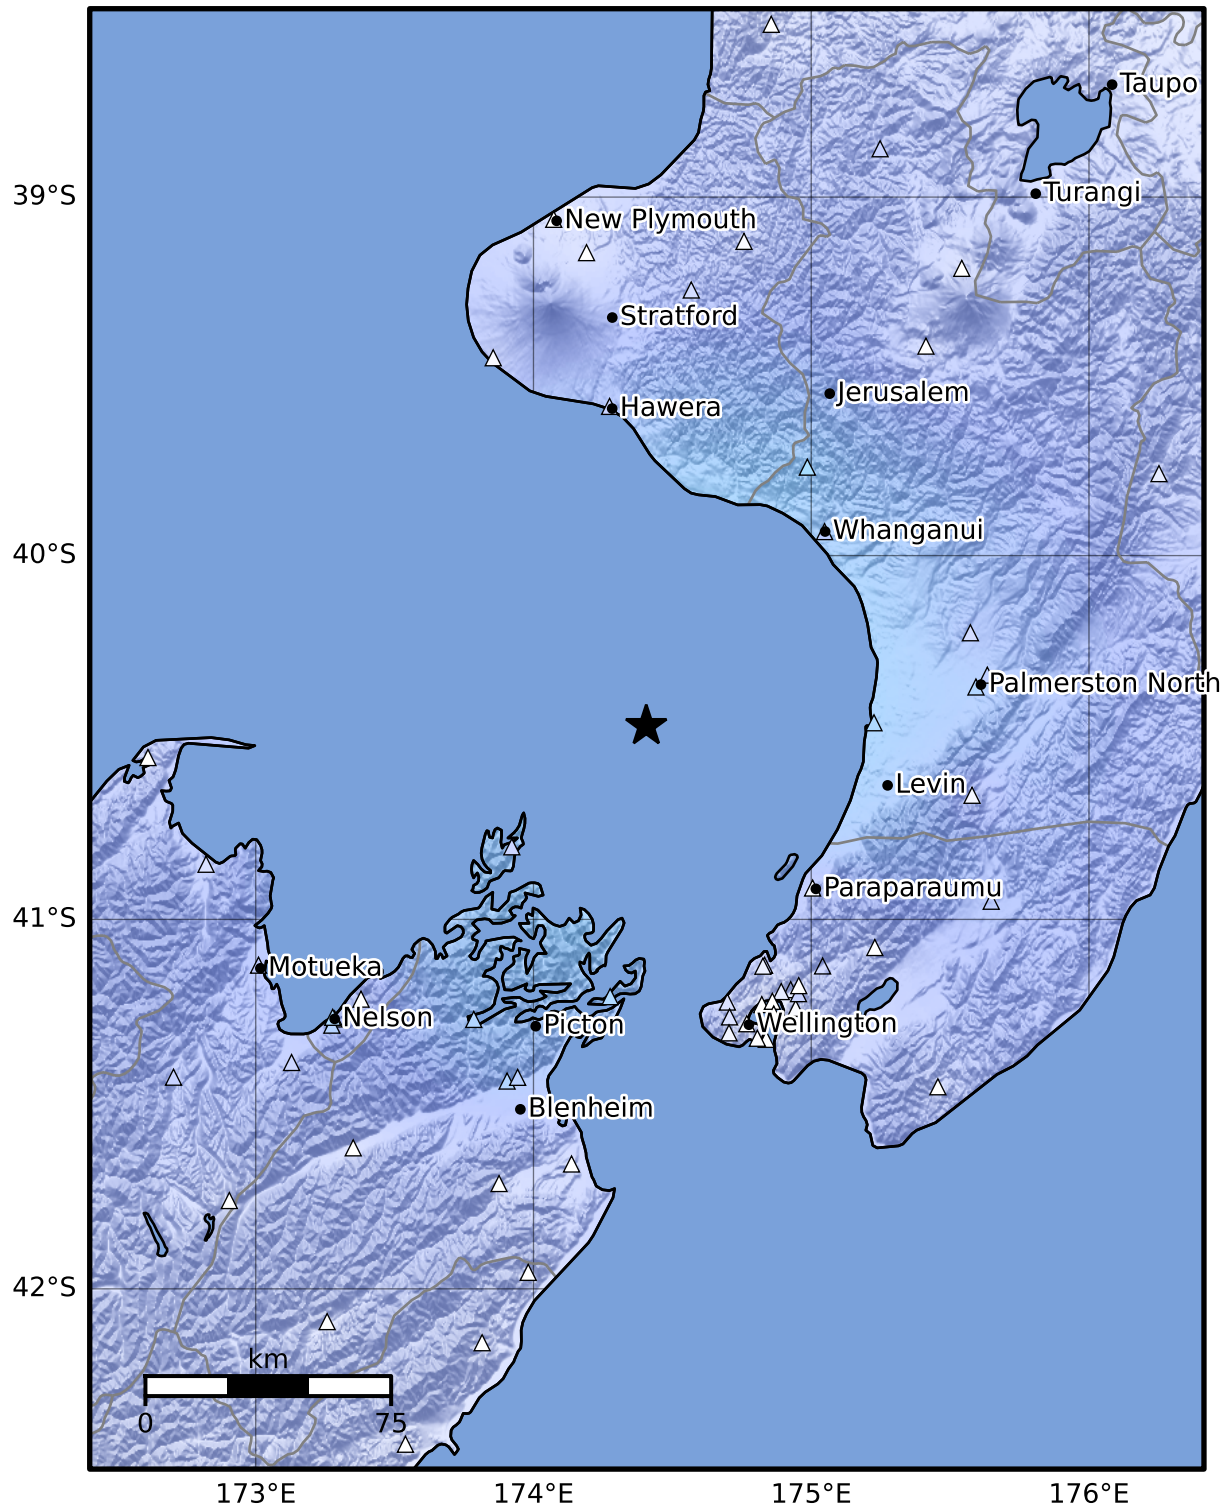 Taupo
39°S
Turangi
New Plymouth
Stratford
Jerusalem
Hawera
Whanganui
40°S
Palmerston North
Levin
Paraparaumu
41°S
Motueka
Nelson
Picton
Wellington
Blenheim
42°S
km
0
75
173°E
174°E
175°E
176°E